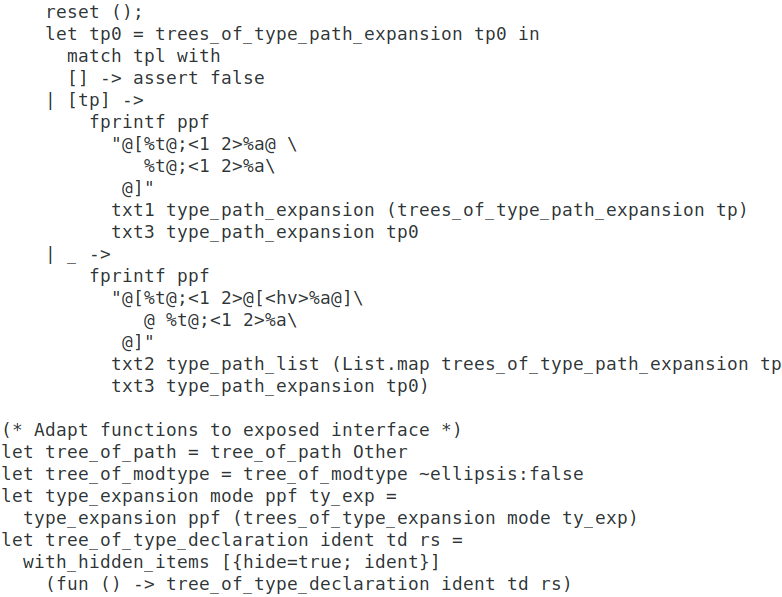 reset ();
    let tp0 = trees_of_type_path_expansion tp0 in
      match tpl with
      [] -> assert false
    | [tp] ->
        fprintf ppf
          "@[%t@;<1 2>%a@ \
             %t@;<1 2>%a\
           @]"
          txt1 type_path_expansion (trees_of_type_path_expansion tp)
          txt3 type_path_expansion tp0
    | _ ->
        fprintf ppf
          "@[%t@;<1 2>@[<hv>%a@]\
             @ %t@;<1 2>%a\
           @]"
          txt2 type_path_list (List.map trees_of_type_path_expansion tp
          txt3 type_path_expansion tp0)

(* Adapt functions to exposed interface *)
let tree_of_path = tree_of_path Other
let tree_of_modtype = tree_of_modtype ~ellipsis:false
let type_expansion mode ppf ty_exp =
  type_expansion ppf (trees_of_type_expansion mode ty_exp)
let tree_of_type_declaration ident td rs =
  with_hidden_items [{hide=true; ident}]
    (fun () -> tree_of_type_declaration ident td rs)